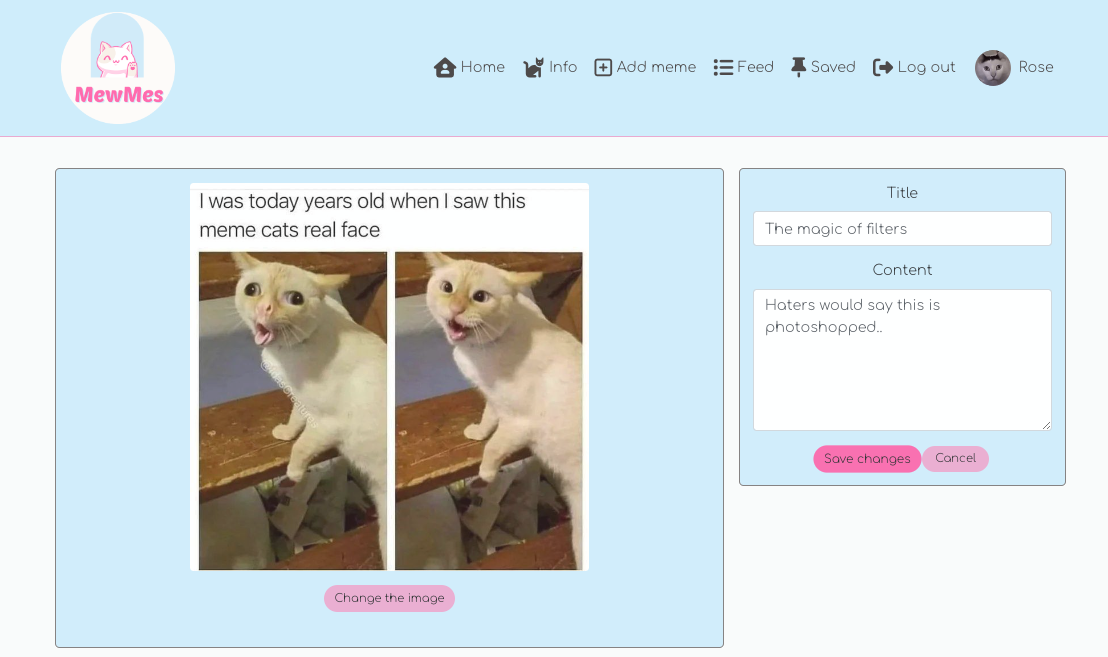 MewMes
Home
Info
Add meme
Feed
Saved
Log out
Rose
I was today years old when I saw this
meme cats real face
Change the image
Title
The magic of filters
Content
Haters would say this is
photoshopped..
Save changes
Cancel